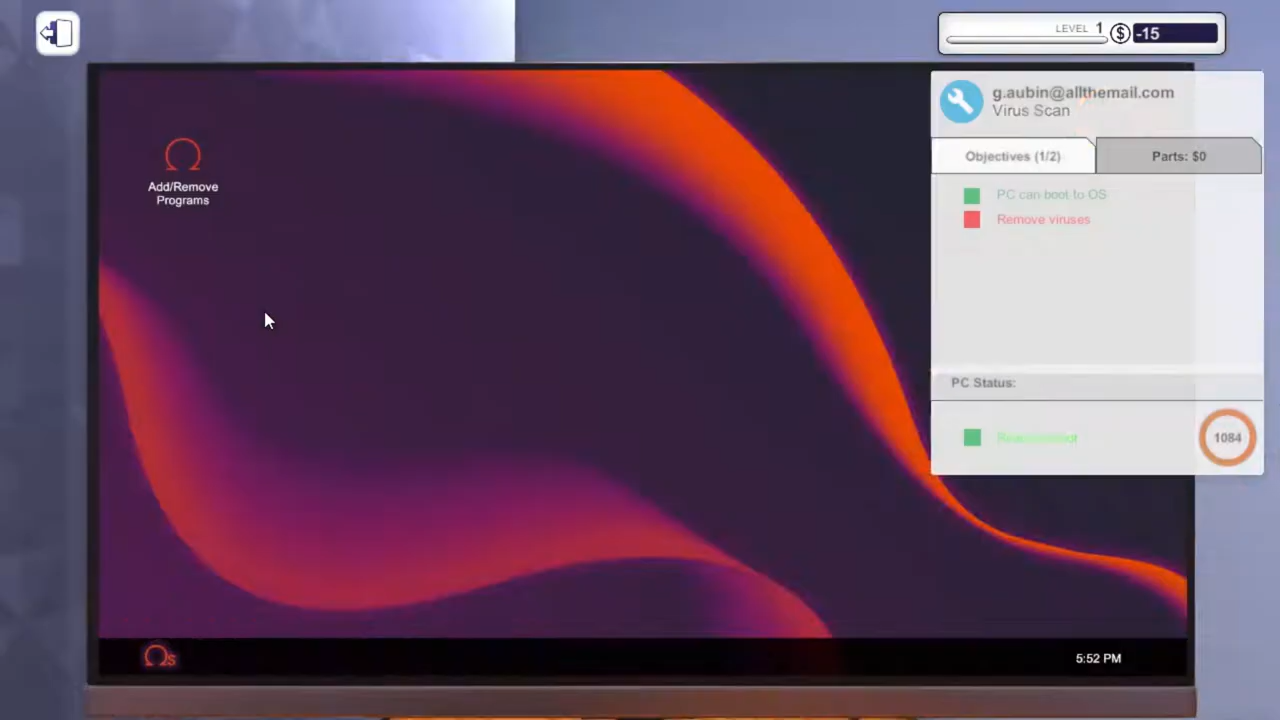 LEVEL 1
$ -15
g.aubin@allthemail.com
Virus Scan
Objectives (1/2)
Parts: $0
PC can boot to OS
Remove viruses
PC Status:
1084
Add/Remove
Programs
Ωs
5:52 PM